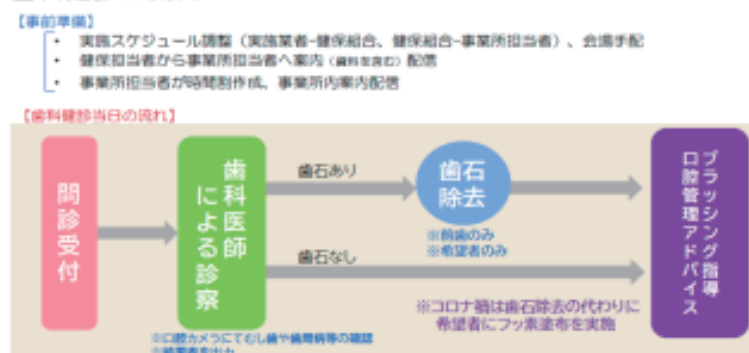 【事前準備】
・ 実施スケジュール調整（実施業者-健保組合、健保組合-事業所担当者）、会場手配
・ 健保担当者から事業所担当者へ案内（歯科を含む）配信
・ 事業所担当者が時間割作成、事業所内案内配信
【歯科健診当日の流れ】
問診受付
歯科医師
による診察
歯石あり
歯石
除去
※前歯のみ
※希望者のみ
歯石なし
ブラッシング指導
口腔管理アドバイス
※コロナ禍は歯石除去の代わりに
希望者にフッ素塗布を実施
※口腔カメラにてむし歯や歯周病等の確認